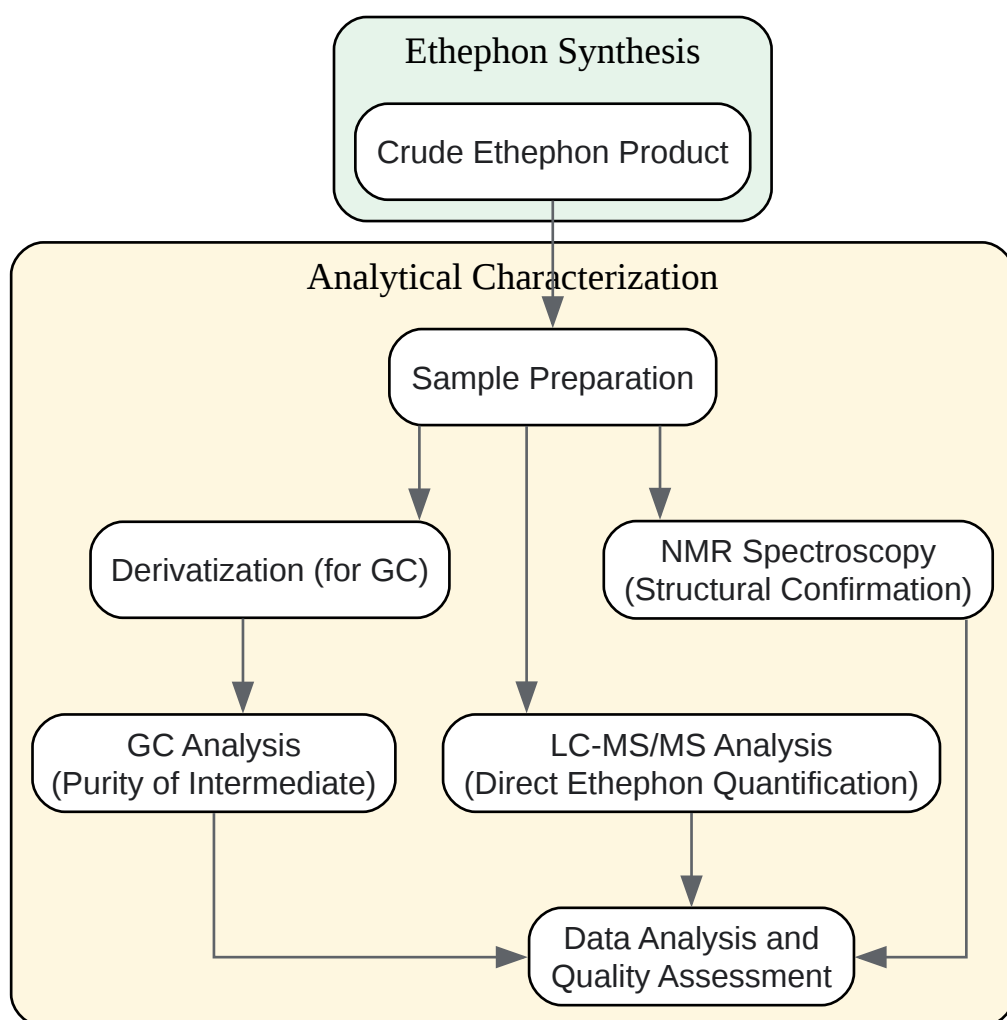 Ethephon Synthesis
Crude Ethephon Product
Analytical Characterization
Sample Preparation
Derivatization (for GC)
NMR Spectroscopy
(Structural Confirmation)
GC Analysis
(Purity of Intermediate)
LC-MS/MS Analysis
(Direct Ethephon Quantification)
Data Analysis and
Quality Assessment